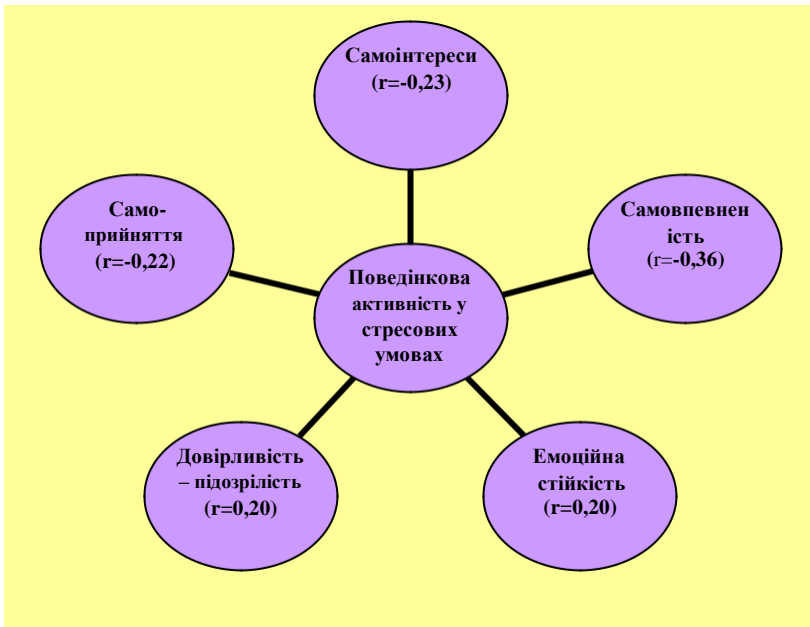 Самоінтереси
(r=-0,23)
Само-
прийняття
(r=-0,22)
Самовпевнен
ість
(r=-0,36)
Поведінкова
активність у
стресових
умовах
Довірливість
– підозрілість
(r=0,20)
Емоційна
стійкість
(r=0,20)